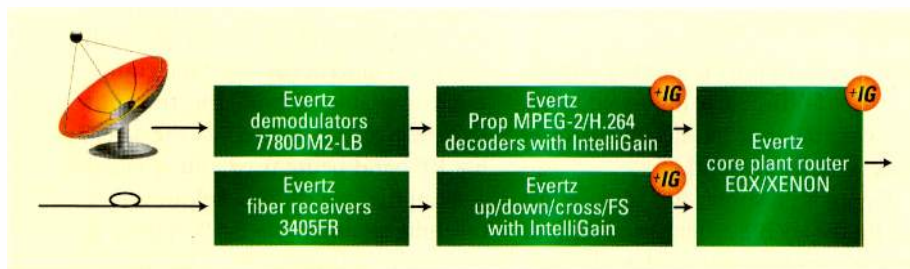 Evertz
demodulators
7780DM2-LB
+IG
Evertz
Prop MPEG-2/H.264
decoders with IntelliGain
+IG
Evertz
core plant router
EQX/XENON
Evertz
fiber receivers
3405FR
+IG
Evertz
up/down/cross/FS
with IntelliGain